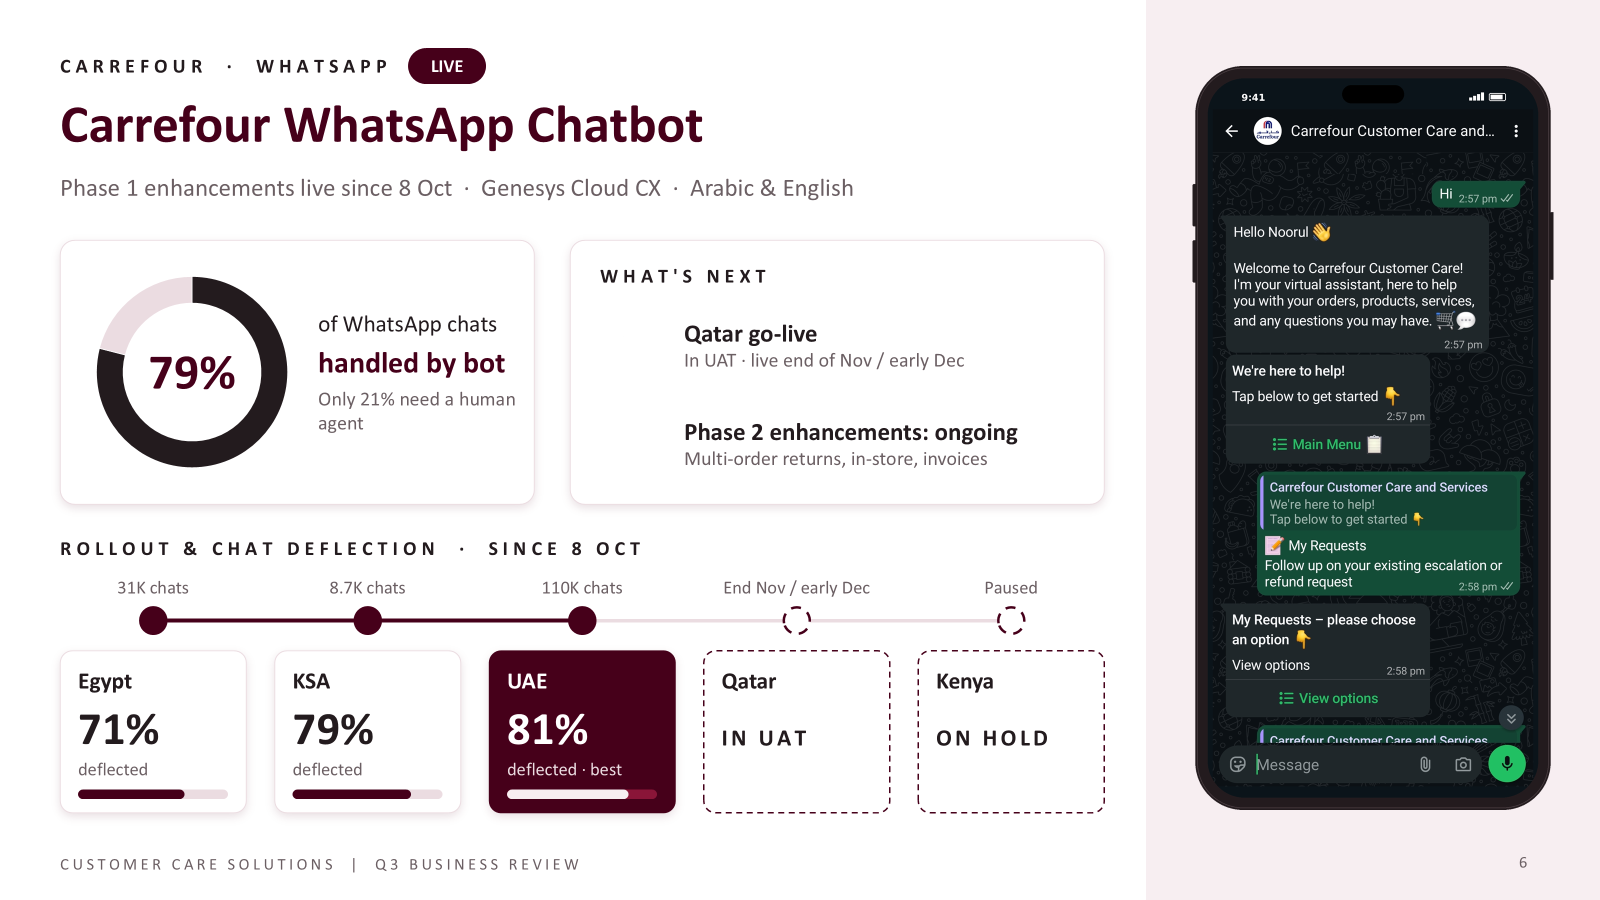 CARREFOUR · WHATSAPP LIVE
Carrefour WhatsApp Chatbot
Phase 1 enhancements live since 8 Oct · Genesys Cloud CX · Arabic & English
79%
of WhatsApp chats
handled by bot
Only 21% need a human
agent
WHAT'S NEXT
Qatar go-live
In UAT · live end of Nov / early Dec
Phase 2 enhancements: ongoing
Multi-order returns, in-store, invoices
ROLLOUT & CHAT DEFLECTION · SINCE 8 OCT
31K chats
8.7K chats
110K chats
End Nov / early Dec
Paused
Egypt
71%
deflected
KSA
79%
deflected
UAE
81%
deflected · best
Qatar
IN UAT
Kenya
ON HOLD
CUSTOMER CARE SOLUTIONS | Q3 BUSINESS REVIEW
9:41
Carrefour Customer Care and...
Hi 2:57 pm
Hello Noorul 👋
Welcome to Carrefour Customer Care!
I'm your virtual assistant, here to help
you with your orders, products, services,
and any questions you may have. 🛒💬
2:57 pm
We're here to help!
Tap below to get started 👇
2:57 pm
Main Menu 📋
Carrefour Customer Care and Services
We're here to help!
Tap below to get started 👇
📝 My Requests
Follow up on your existing escalation or
refund request 2:58 pm
My Requests – please choose
an option 👇
View options 2:58 pm
View options
Carrefour Customer Care and Services
Message
6